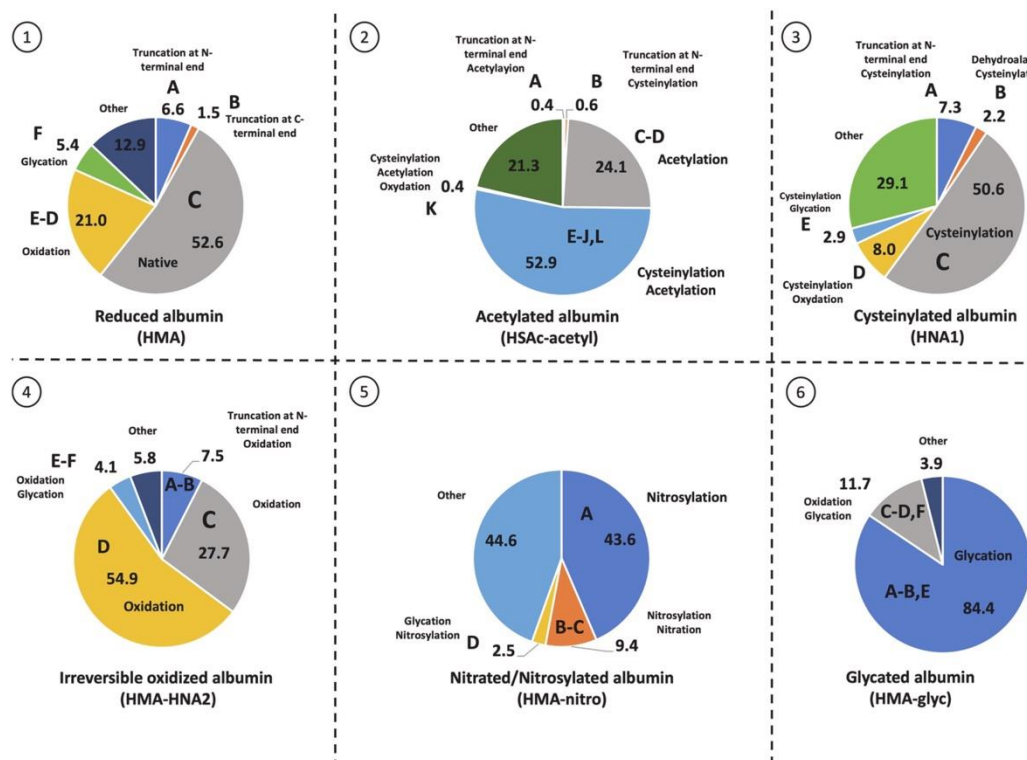 1
Truncation at N-
terminal end
A
6.6
B
1.5
Truncation at C-
terminal end
Other
12.9
F
5.4
Glycation
E-D
21.0
Oxidation
C
52.6
Native
Reduced albumin
(HMA)
2
Truncation at N-
terminal end
Acetylayion
A
0.4
Truncation at N-
terminal end
Cysteinylation
B
0.6
Other
21.3
C-D
24.1
Acetylation
Cysteinylation
Acetylation
Oxydation
0.4
K
E-J,L
52.9
Cysteinylation
Acetylation
Acetylated albumin
(HSAc-acetyl)
3
Truncation at N-
terminal end
Cysteinylation
A
7.3
Dehydroala
Cysteinylat
B
2.2
Other
29.1
50.6
Cysteinylation
C
Cysteinylation
Glycation
E
2.9
8.0
D
Cysteinylation
Oxydation
Cysteinylated albumin
(HNA1)
4
Truncation at N-
terminal end
Oxidation
7.5
A-B
Other
5.8
E-F
4.1
Oxidation
Glycation
C
27.7
Oxidation
D
54.9
Oxidation
Irreversible oxidized albumin
(HMA-HNA2)
5
Other
44.6
A
43.6
Nitrosylation
Glycation
Nitrosylation
D
2.5
B-C
9.4
Nitrosylation
Nitration
Nitrated/Nitrosylated albumin
(HMA-nitro)
6
Other
3.9
11.7
Oxidation
Glycation
C-D,F
Glycation
A-B,E
84.4
Glycated albumin
(HMA-glyc)